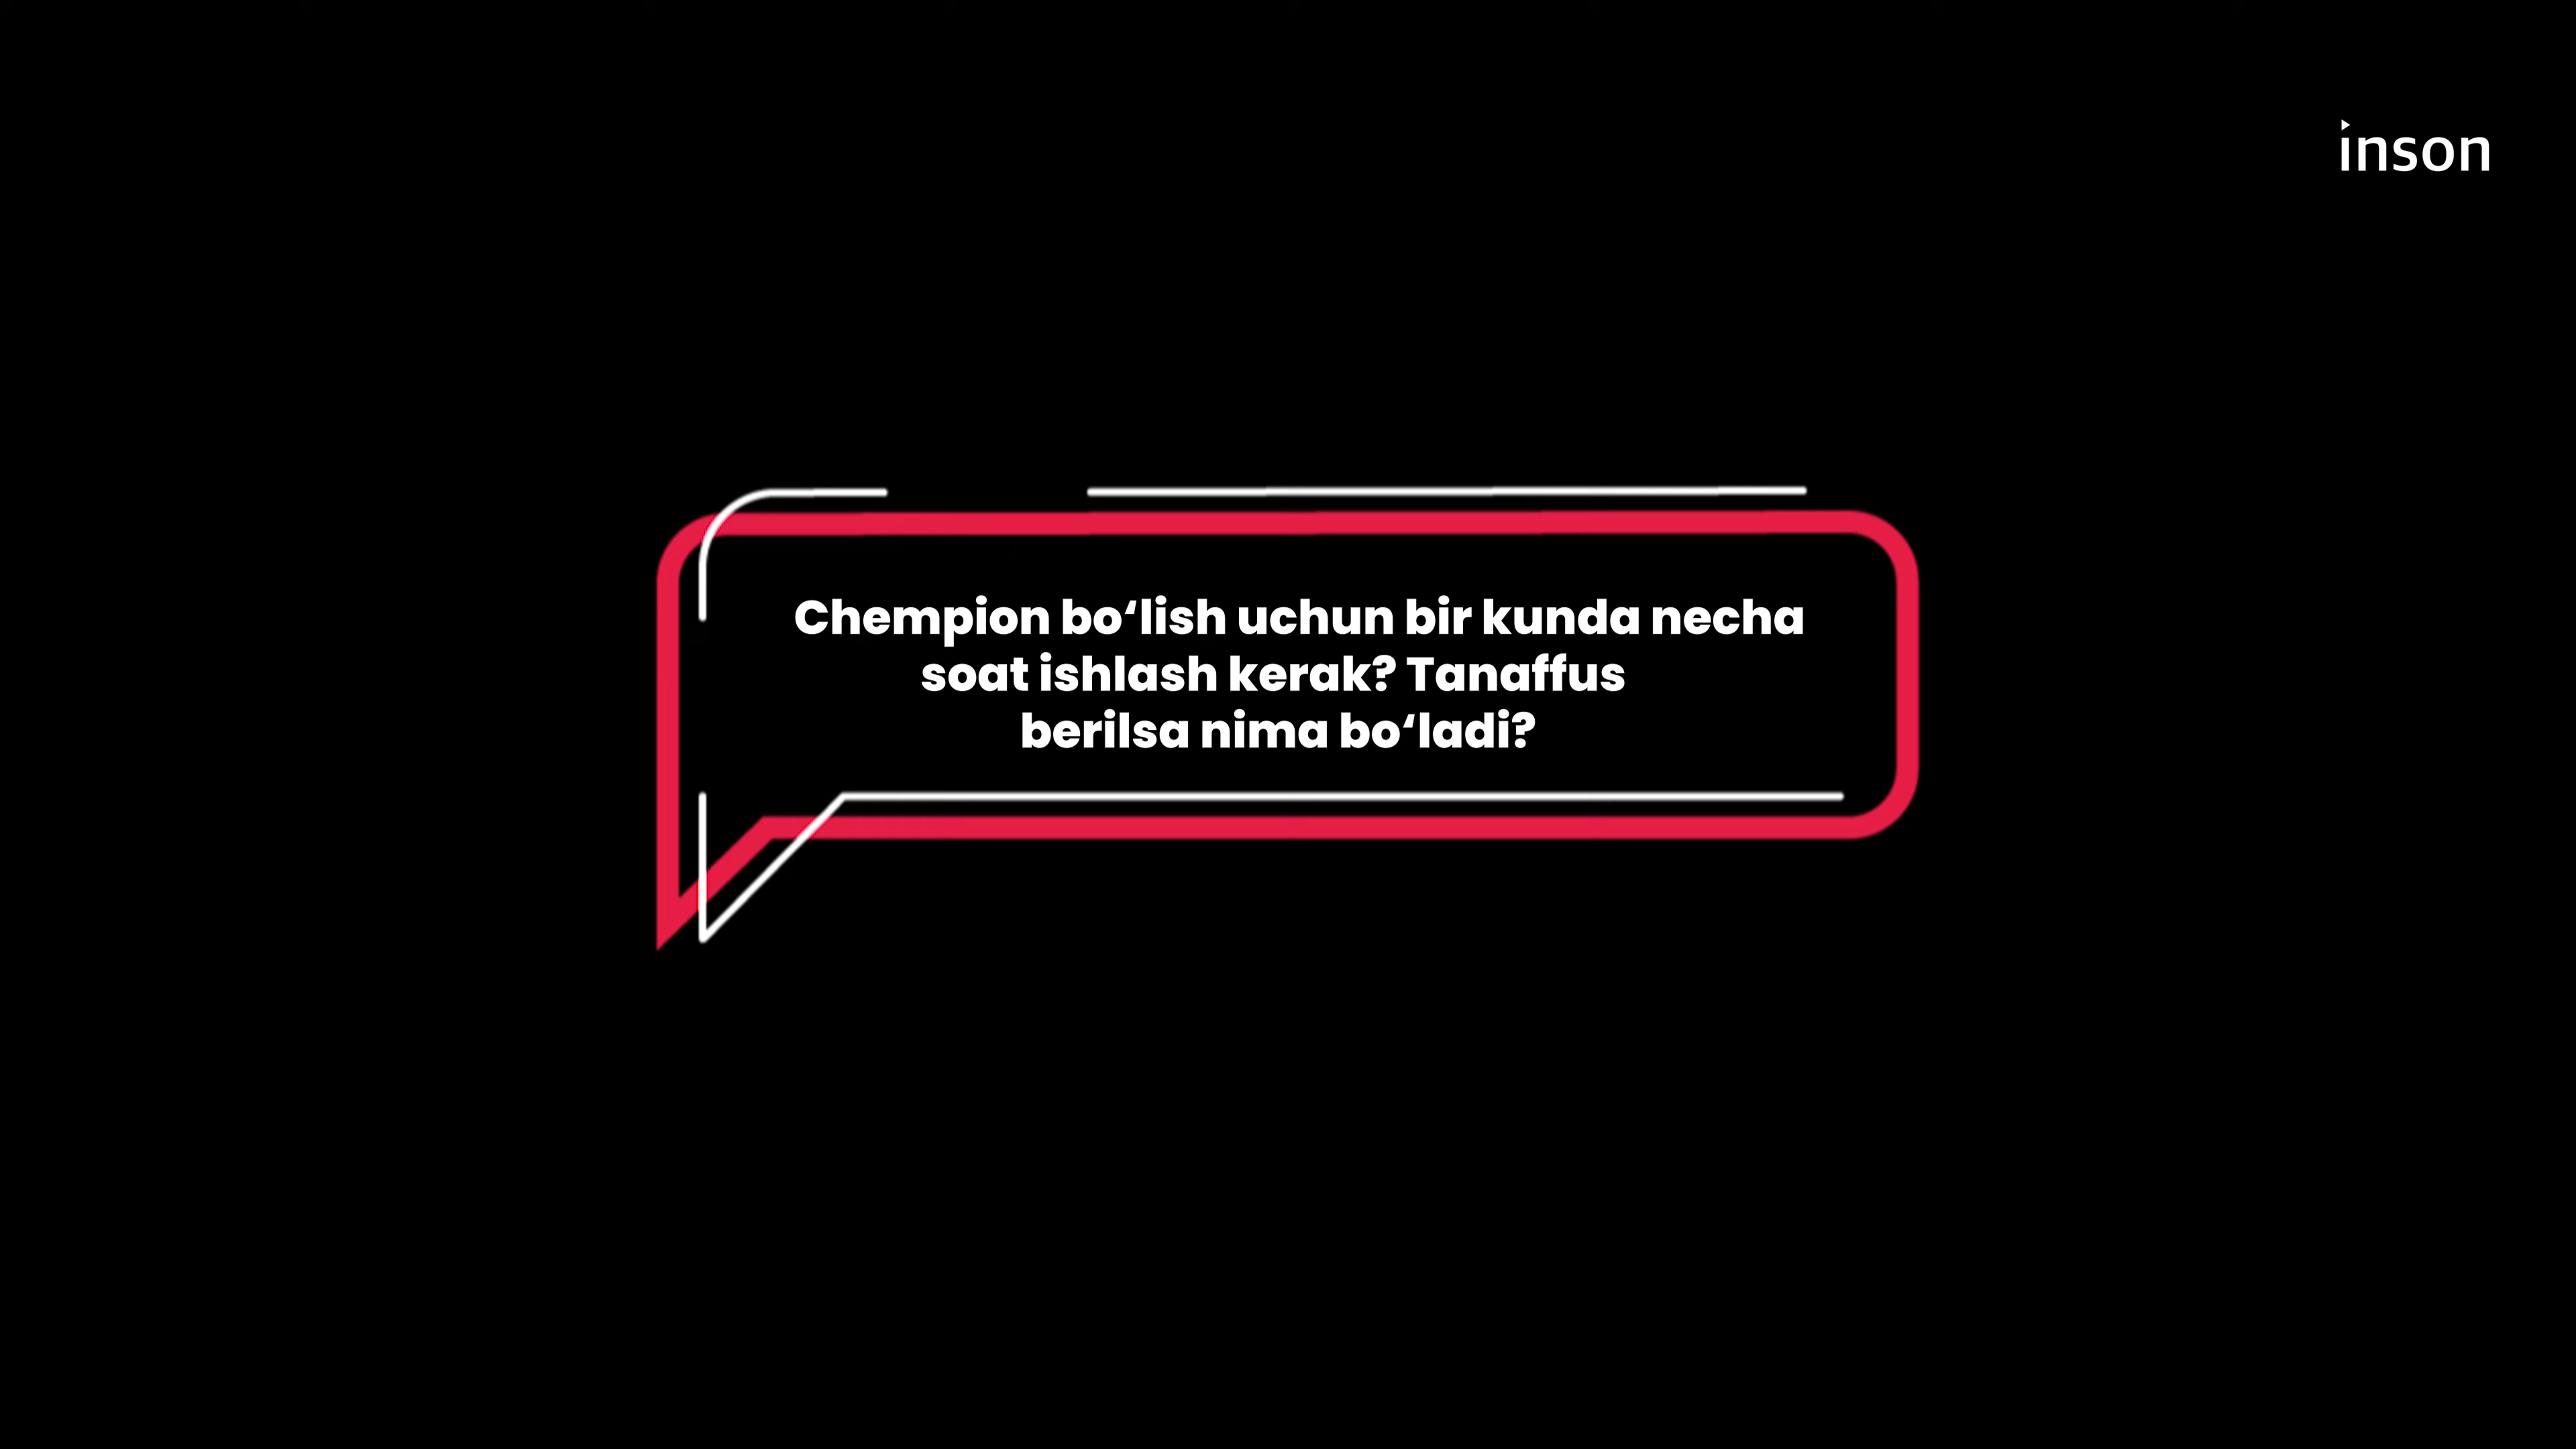 inson
Chempion bo‘lish uchun bir kunda necha
soat ishlash kerak? Tanaffus
berilsa nima bo‘ladi?